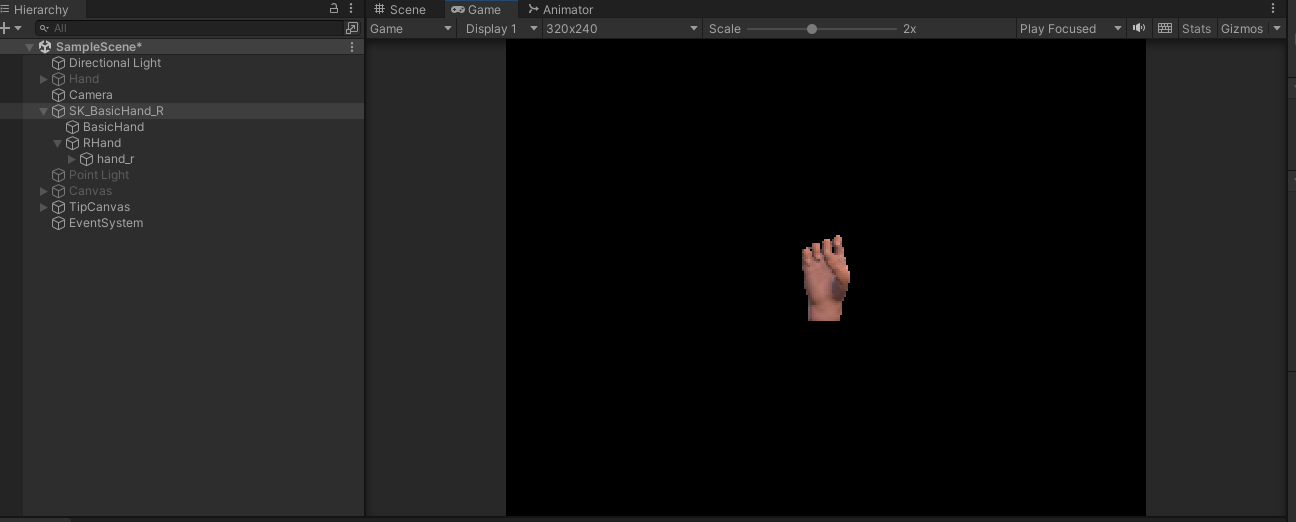 Hierarchy
All
SampleScene*
Directional Light
Hand
Camera
SK_BasicHand_R
BasicHand
RHand
hand_r
Point Light
Canvas
TipCanvas
EventSystem
Scene Game Animator
Game Display 1 320x240 Scale 2x Play Focused Stats Gizmos